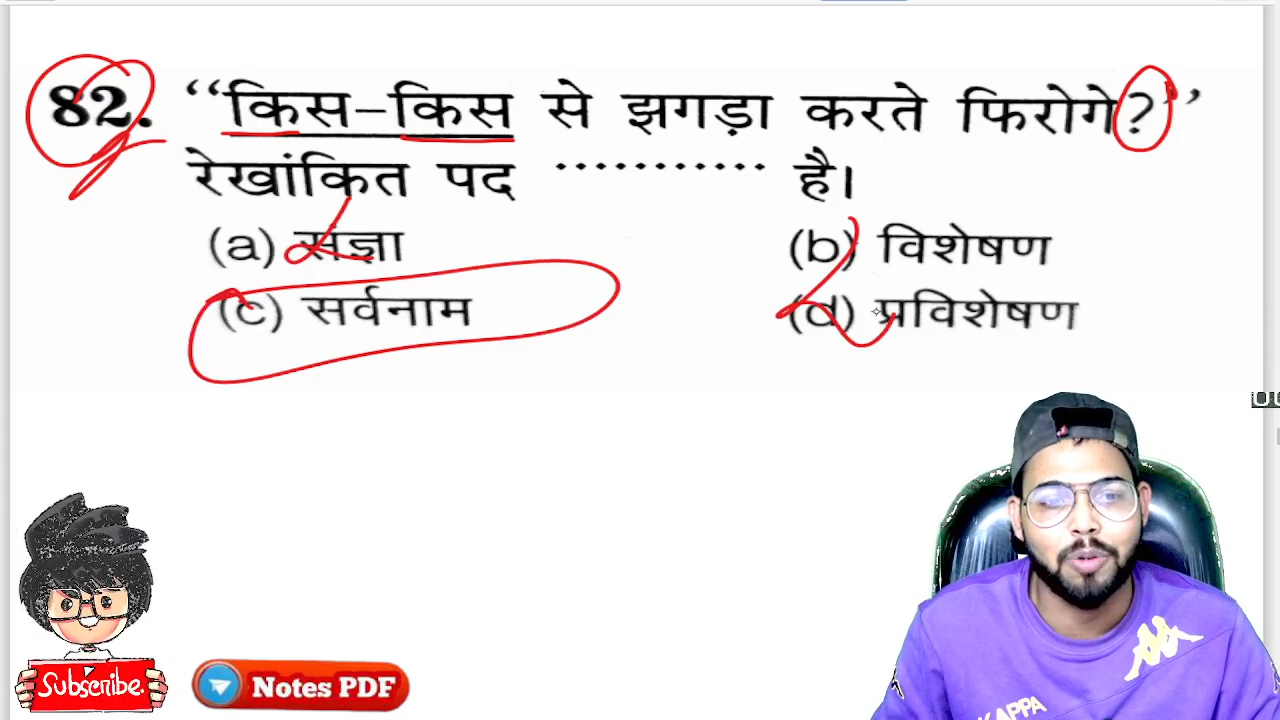 82. ‘‘किस–किस से झगड़ा करते फिरोगे?’’
रेखांकित पद ........... है।
(a) संज्ञा
(b) विशेषण
(c) सर्वनाम
(d) प्रविशेषण
Subscribe.
Notes PDF
KAPPA